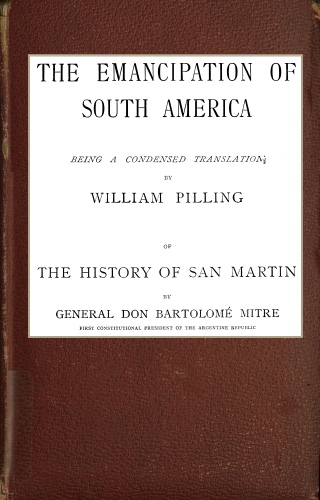 THE EMANCIPATION OF
SOUTH AMERICA
BEING A CONDENSED TRANSLATION
BY
WILLIAM PILLING
OF
THE HISTORY OF SAN MARTIN
BY
GENERAL DON BARTOLOMÉ MITRE
FIRST CONSTITUTIONAL PRESIDENT OF THE ARGENTINE REPUBLIC